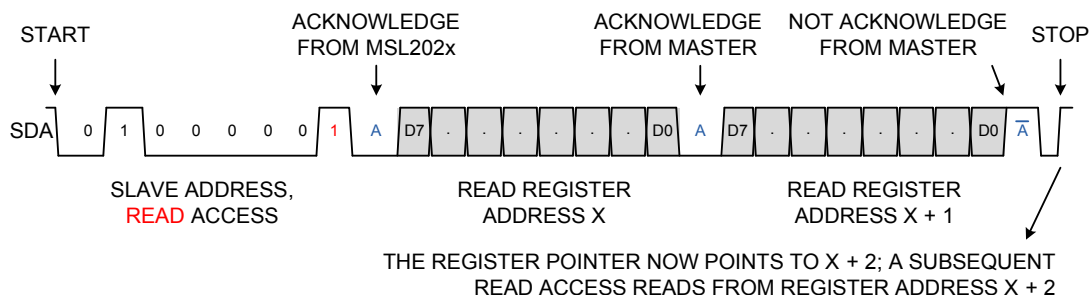 START
ACKNOWLEDGE
FROM MSL202x
ACKNOWLEDGE
FROM MASTER
NOT ACKNOWLEDGE
FROM MASTER
STOP
SDA 0 1 0 0 0 0 0 1 A D7 . . . . . . D0 A D7 . . . . . . D0 A̅
SLAVE ADDRESS,
READ ACCESS
READ REGISTER
ADDRESS X
READ REGISTER
ADDRESS X + 1
THE REGISTER POINTER NOW POINTS TO X + 2; A SUBSEQUENT
READ ACCESS READS FROM REGISTER ADDRESS X + 2